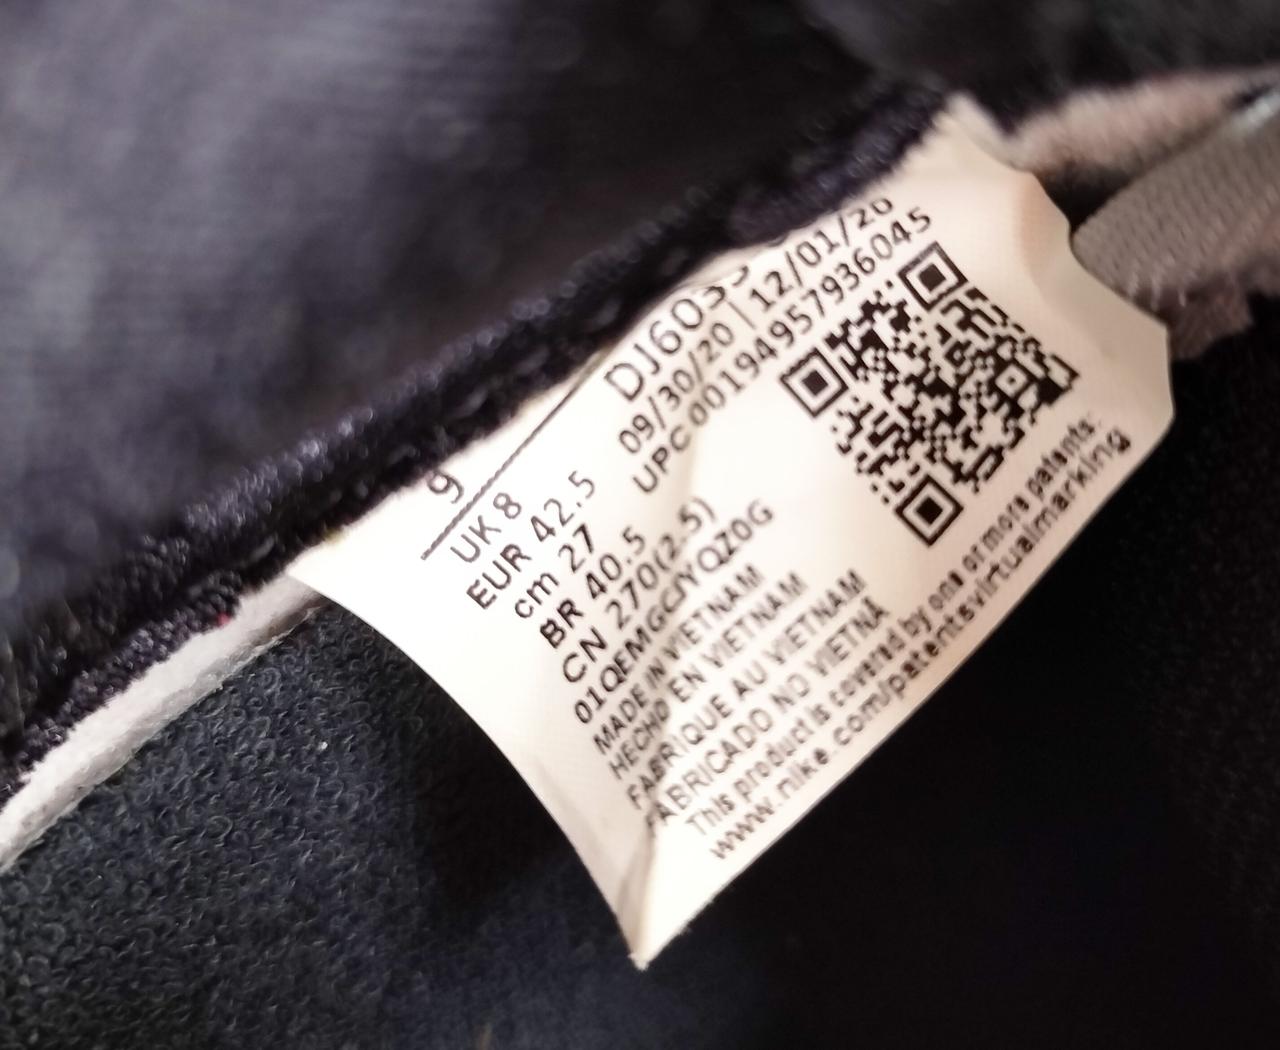 9
UK 8
EUR 42.5
cm 27
BR 40.5
CN 270(2.5)
01QEMGCJYQZ0G
MADE IN VIETNAM
HECHO EN VIETNAM
FABRIQUE AU VIETNAM
FABRICADO NO VIETNÃ
This product is covered by one or more patents.
www.nike.com/patentsvirtualmarking
09/30/20 | 12/01/20
UPC 00194957936045